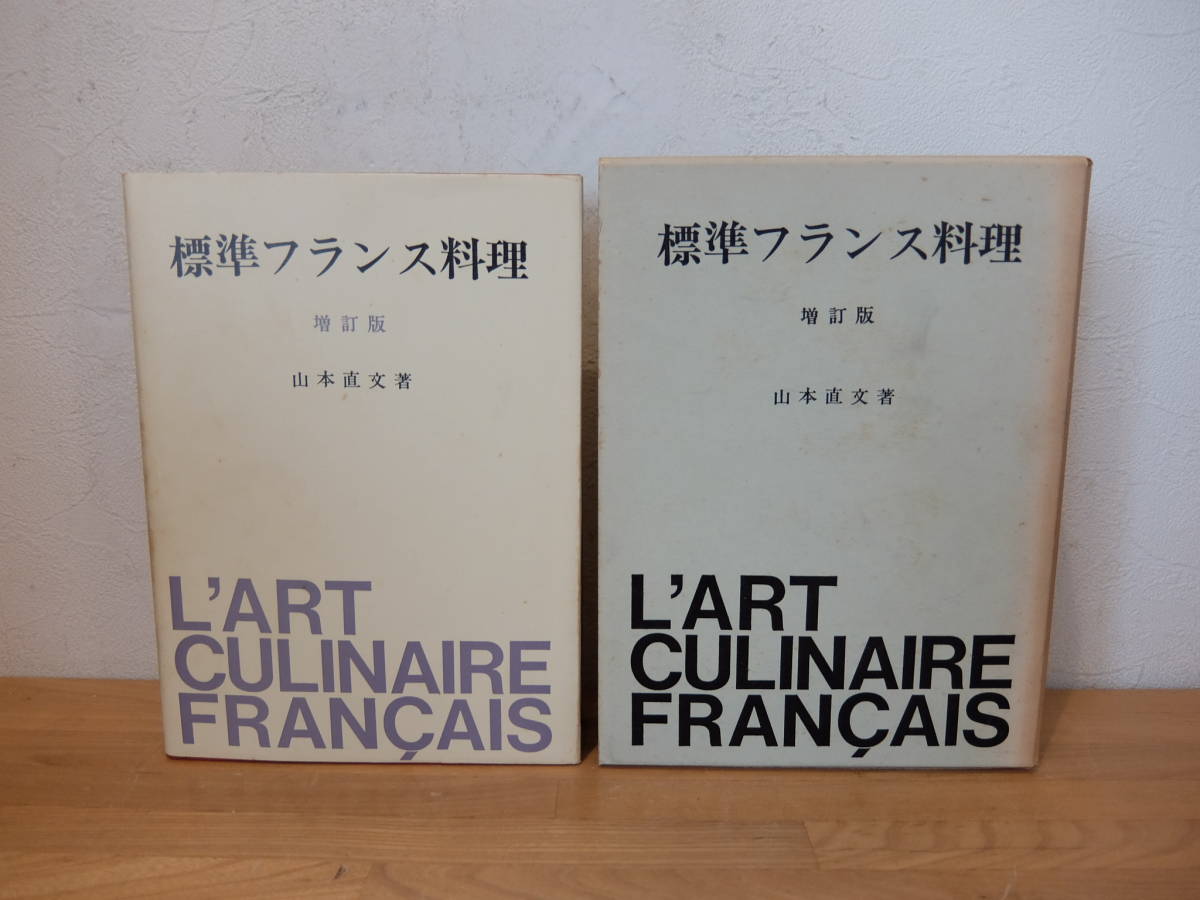 標準フランス料理
増訂版
山本直文著
L'ART
CULINAIRE
FRANÇAIS
標準フランス料理
増訂版
山本直文著
L'ART
CULINAIRE
FRANÇAIS